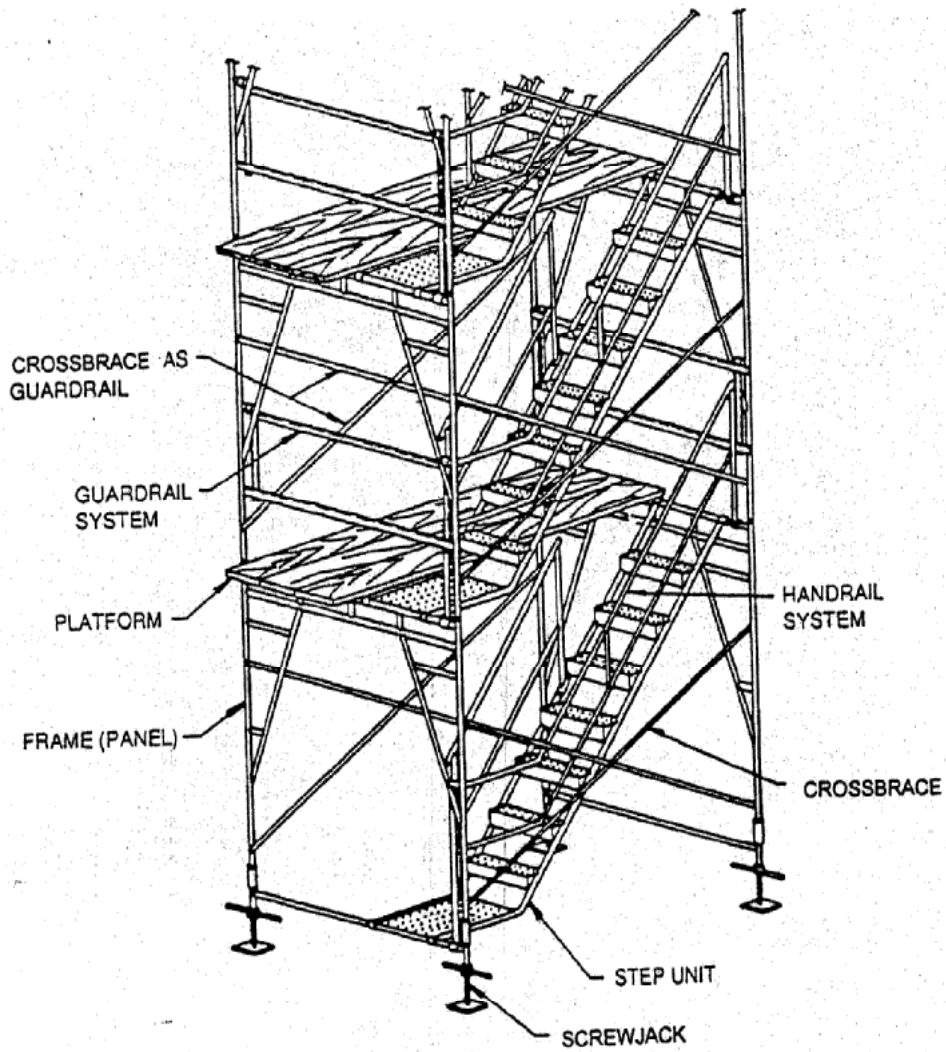 CROSSBRACE AS
GUARDRAIL
GUARDRAIL
SYSTEM
PLATFORM
HANDRAIL
SYSTEM
FRAME (PANEL)
CROSSBRACE
STEP UNIT
SCREWJACK